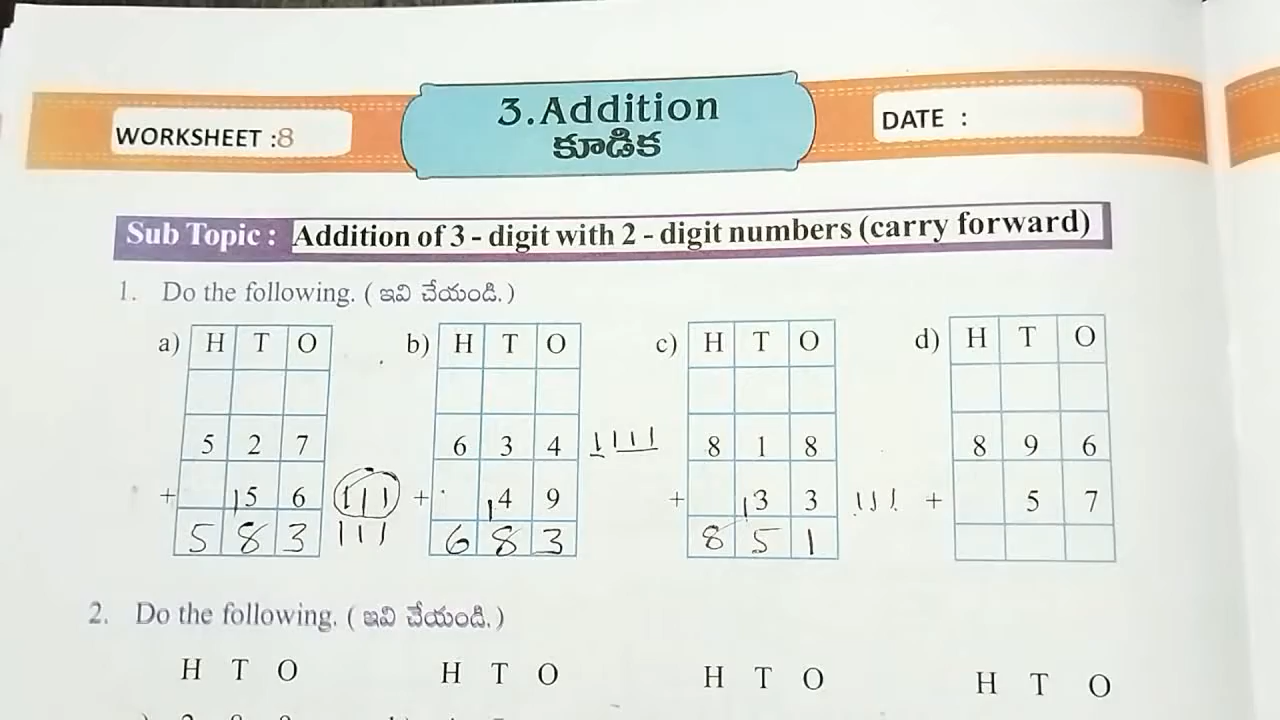 WORKSHEET :8
3.Addition
కూడిక
DATE :
Sub Topic : Addition of 3 - digit with 2 - digit numbers (carry forward)
1. Do the following. ( ఇవి చేయండి. )
a) H T O b) H T O c) H T O d) H T O
5 2 7 6 3 4 8 1 8 8 9 6
+ 1 5 6 + 1 4 9 + 1 3 3 + 5 7
5 8 3 6 8 3 8 5 1
2. Do the following. ( ఇవి చేయండి. )
H T O H T O H T O H T O